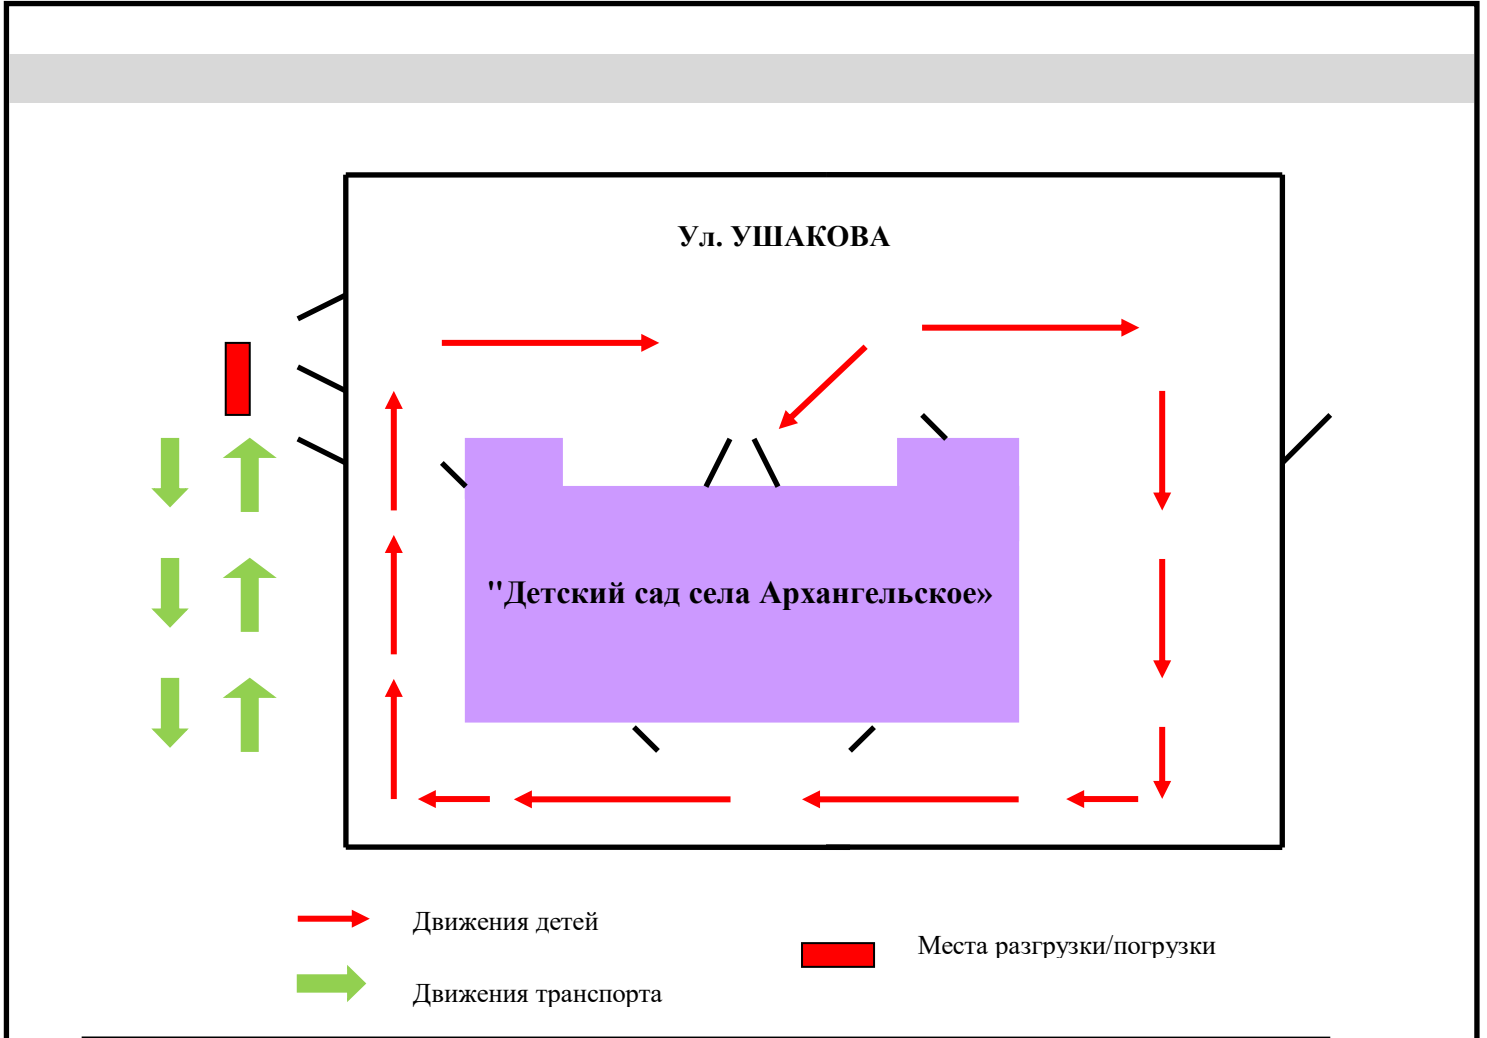 Ул. УШАКОВА
"Детский сад села Архангельское»
Движения детей
Места разгрузки/погрузки
Движения транспорта